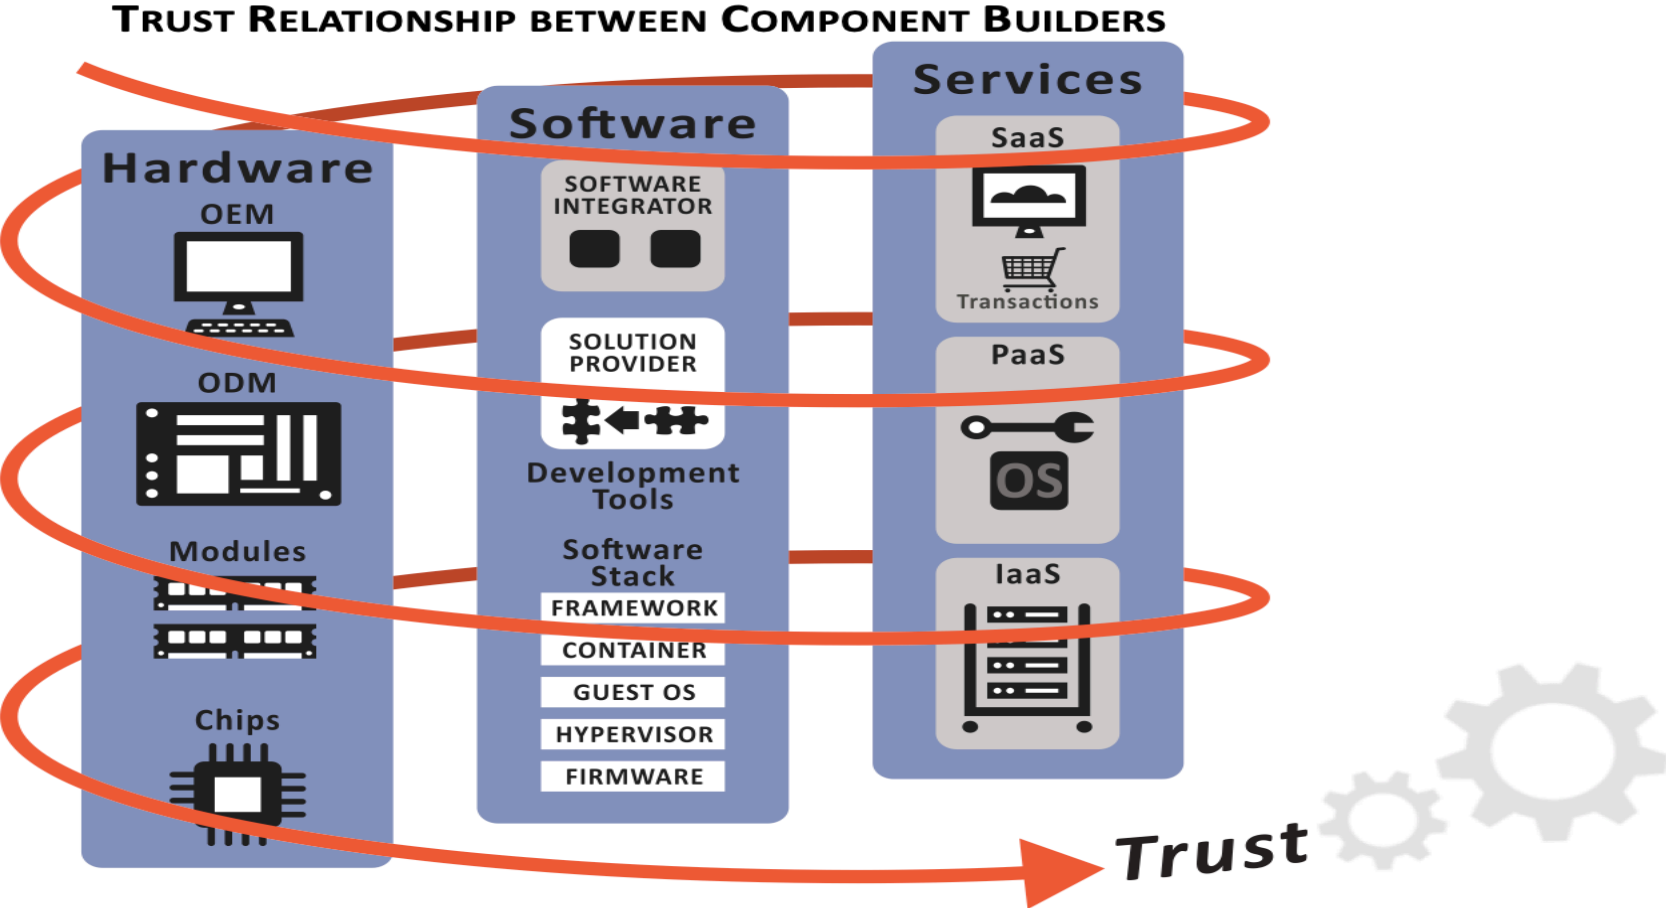 TRUST RELATIONSHIP BETWEEN COMPONENT BUILDERS
Hardware
OEM
ODM
Modules
Chips
Software
SOFTWARE
INTEGRATOR
SOLUTION
PROVIDER
Development
Tools
Software
Stack
FRAMEWORK
CONTAINER
GUEST OS
HYPERVISOR
FIRMWARE
Services
SaaS
Transactions
PaaS
OS
IaaS
Trust